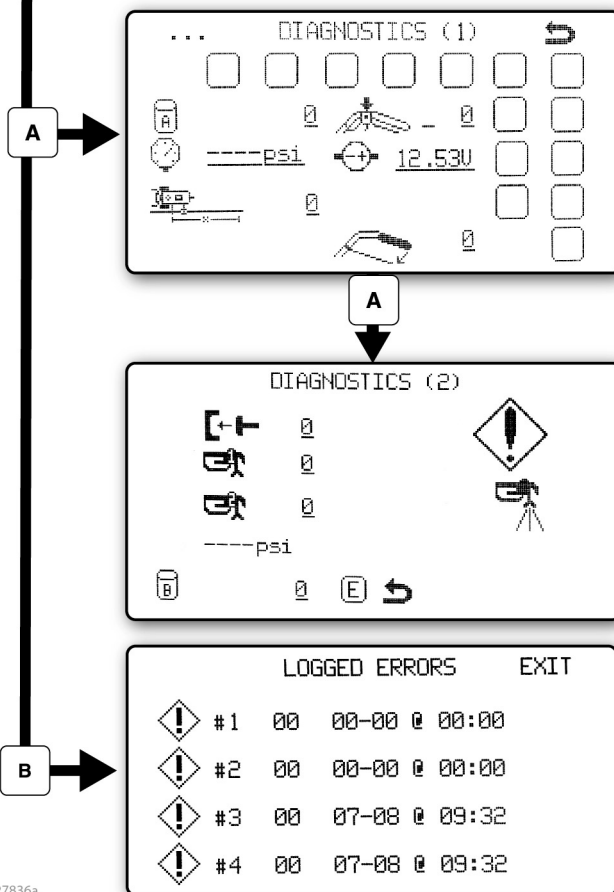 ... DIAGNOSTICS (1)
A
A 0 _ 0
----psi -+ 12.53V
x 0
0
A
DIAGNOSTICS (2)
0
0
0
----psi
B 0 E
LOGGED ERRORS EXIT
#1 00 00-00 @ 00:00
#2 00 00-00 @ 00:00
B
#3 00 07-08 @ 09:32
#4 00 07-08 @ 09:32